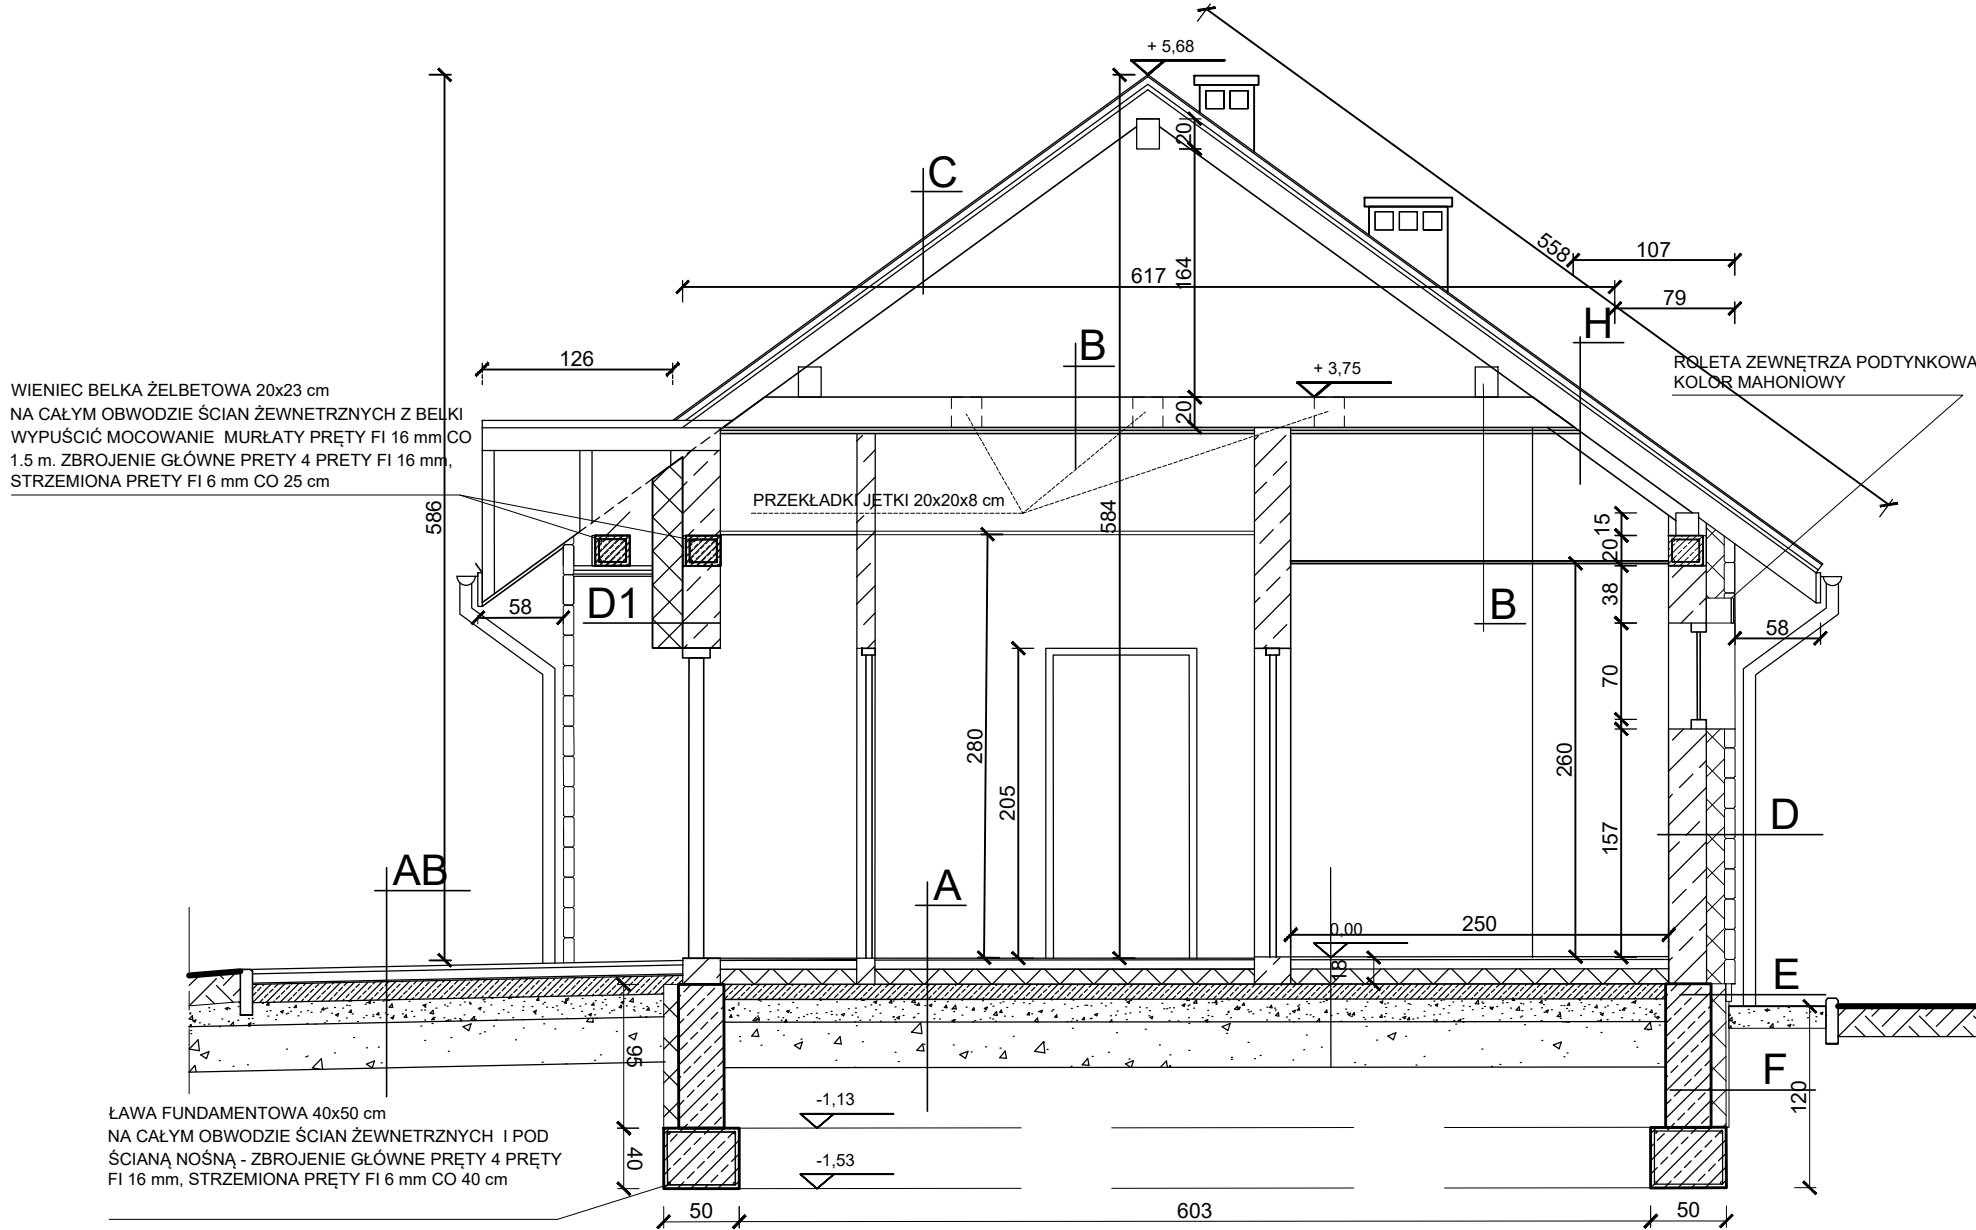 + 5,68
20
C
558
107
617
164
79
H
126
B
+ 3,75
ROLETA ZEWNĘTRZA PODTYNKOWA
KOLOR MAHONIOWY
WIENIEC BELKA ŻELBETOWA 20x23 cm
NA CAŁYM OBWODZIE ŚCIAN ŻEWNETRZNYCH Z BELKI
WYPUŚCIĆ MOCOWANIE MURŁATY PRĘTY FI 16 mm CO
1.5 m. ZBROJENIE GŁÓWNE PRETY 4 PRETY FI 16 mm,
STRZEMIONA PRETY FI 6 mm CO 25 cm
20
586
PRZEKŁADKI JĘTKI 20x20x8 cm
584
15
20
58
D1
B
38
58
70
280
205
260
157
D
AB
A
0,00
250
18
E
95
F
120
ŁAWA FUNDAMENTOWA 40x50 cm
NA CAŁYM OBWODZIE ŚCIAN ŻEWNETRZNYCH I POD
ŚCIANĄ NOŚNĄ - ZBROJENIE GŁÓWNE PRĘTY 4 PRĘTY
FI 16 mm, STRZEMIONA PRĘTY FI 6 mm CO 40 cm
-1,13
40
-1,53
50
603
50